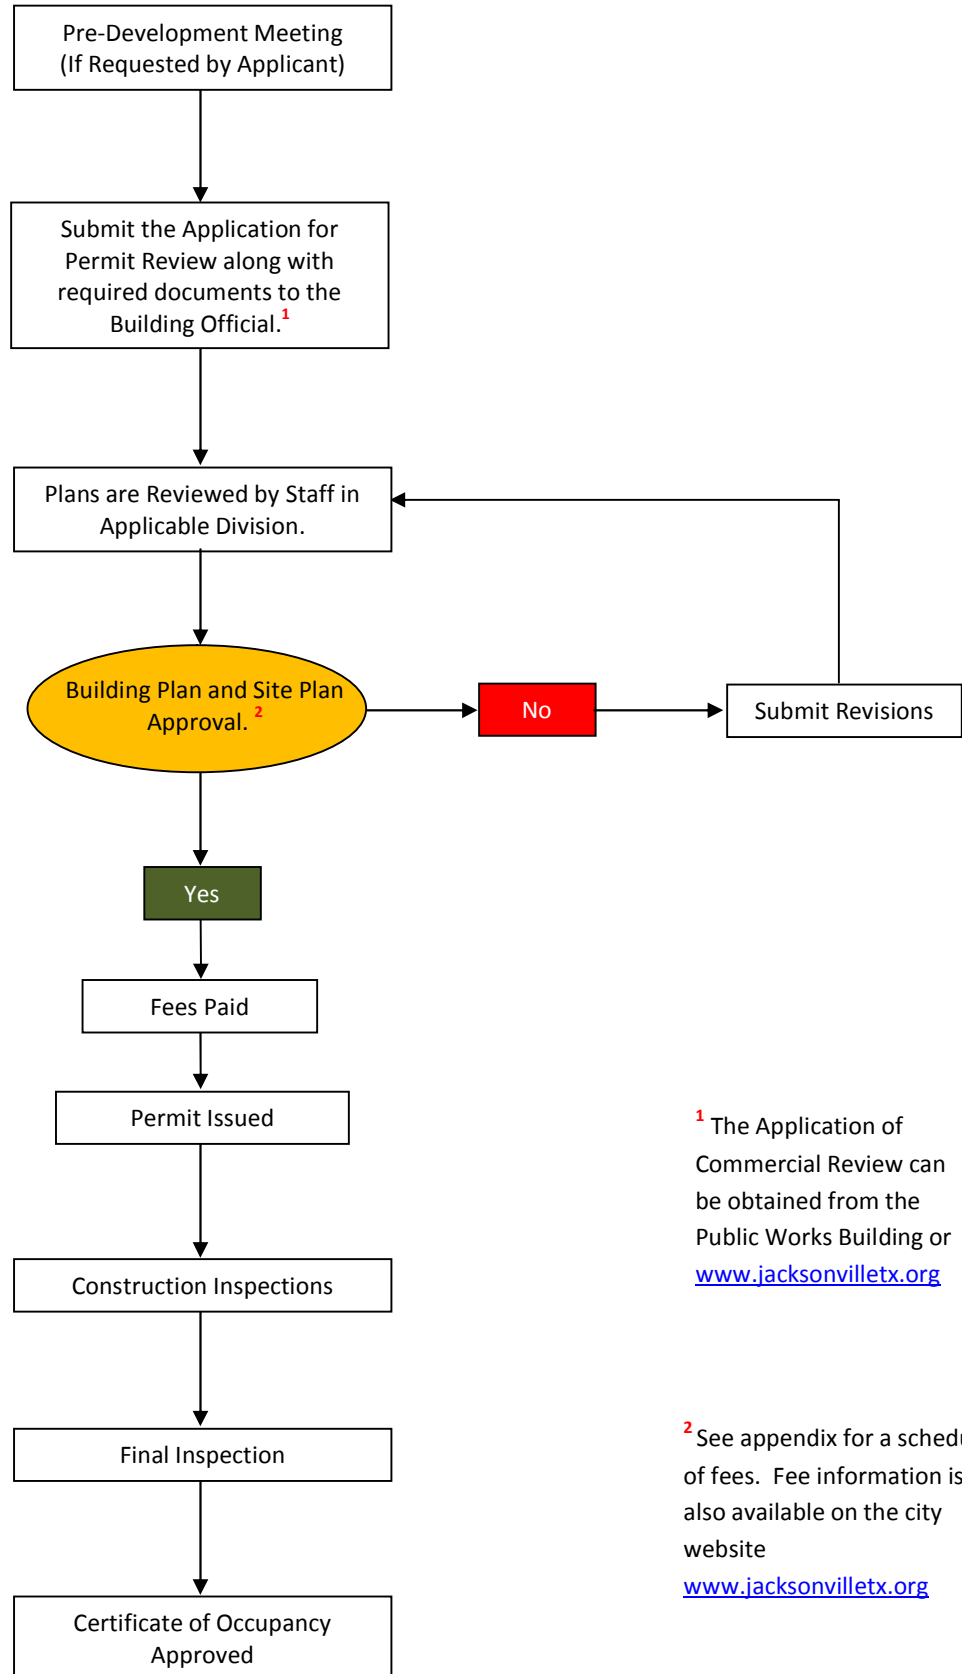 Pre-Development Meeting
(If Requested by Applicant)
Submit the Application for
Permit Review along with
required documents to the
Building Official.1
Plans are Reviewed by Staff in
Applicable Division.
Building Plan and Site Plan
Approval. 2
No
Submit Revisions
Yes
Fees Paid
Permit Issued
1 The Application of
Commercial Review can
be obtained from the
Public Works Building or
www.jacksonvilletx.org
Construction Inspections
Final Inspection
2 See appendix for a schedu
of fees.  Fee information is
also available on the city
website
www.jacksonvilletx.org
Certificate of Occupancy
Approved